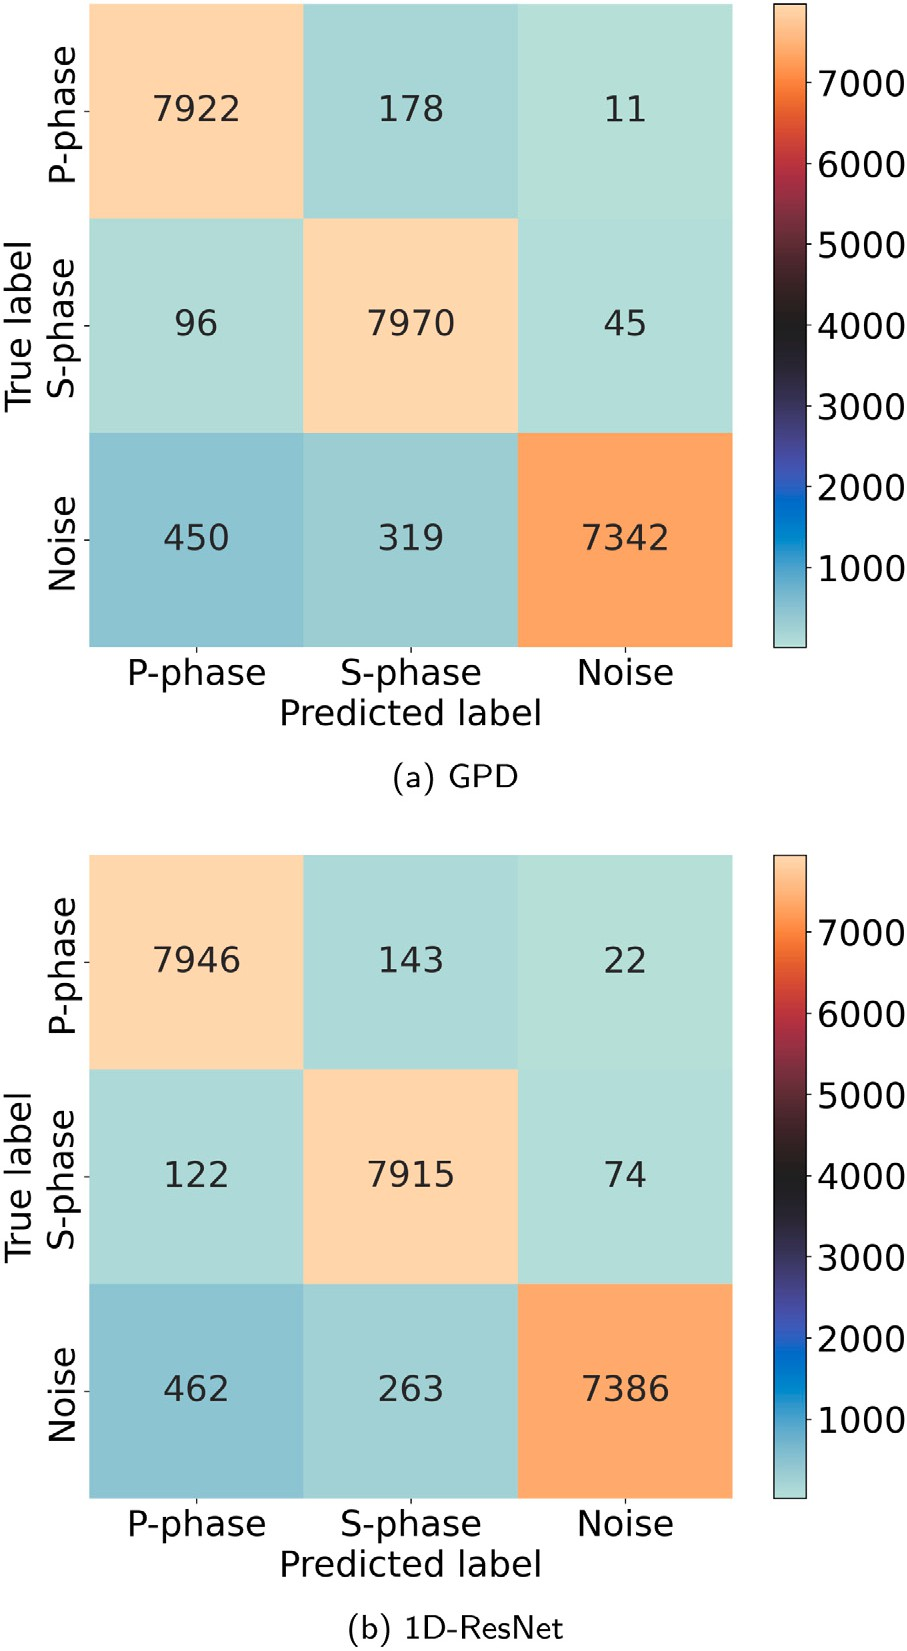 7922 178 11
96 7970 45
450 319 7342
P-phase
S-phase
Noise
True label
P-phase S-phase Noise
Predicted label
7000
6000
5000
4000
3000
2000
1000
(a) GPD
7946 143 22
122 7915 74
462 263 7386
P-phase
S-phase
Noise
True label
P-phase S-phase Noise
Predicted label
7000
6000
5000
4000
3000
2000
1000
(b) 1D-ResNet